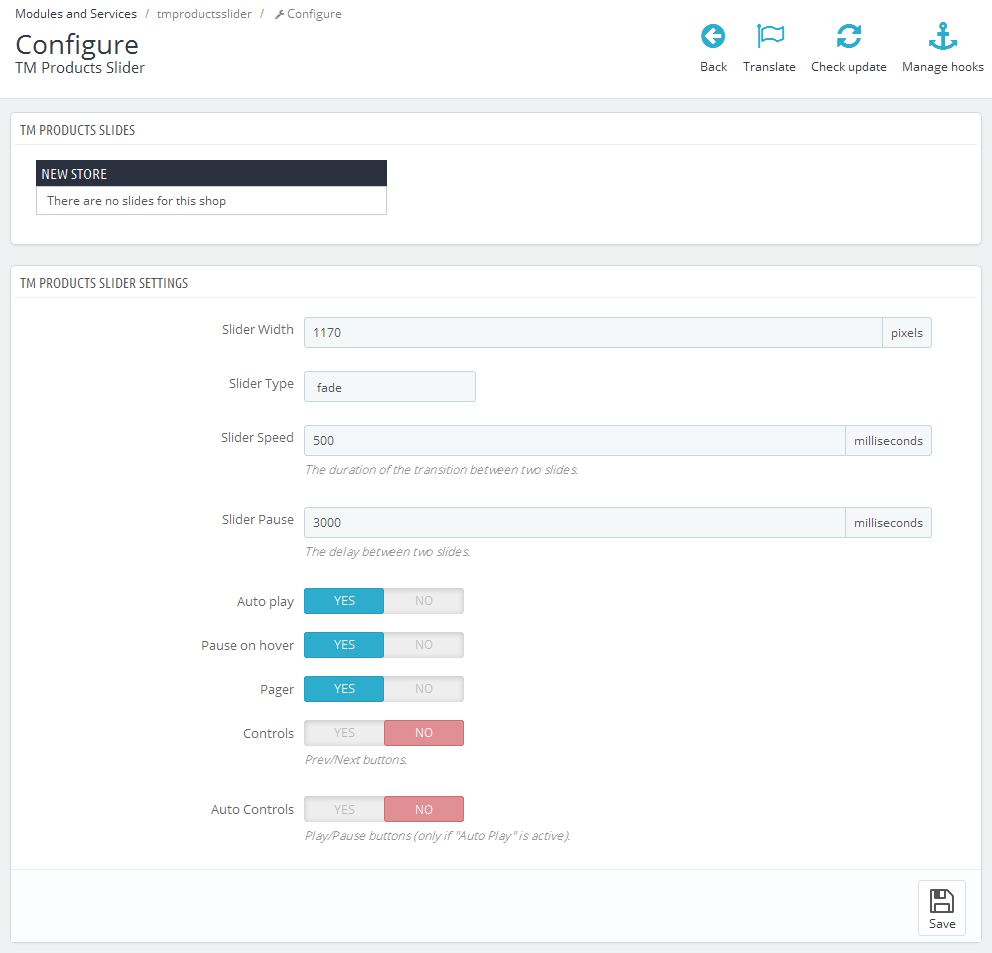 Modules and Services / tmproductsslider / Configure
Configure
TM Products Slider
Back
Translate
Check update
Manage hooks
TM PRODUCTS SLIDES
NEW STORE
There are no slides for this shop
TM PRODUCTS SLIDER SETTINGS
Slider Width 1170 pixels
Slider Type fade
Slider Speed 500 milliseconds
The duration of the transition between two slides.
Slider Pause 3000 milliseconds
The delay between two slides.
Auto play YES NO
Pause on hover YES NO
Pager YES NO
Controls YES NO
Prev/Next buttons.
Auto Controls YES NO
Play/Pause buttons (only if "Auto Play" is active).
Save